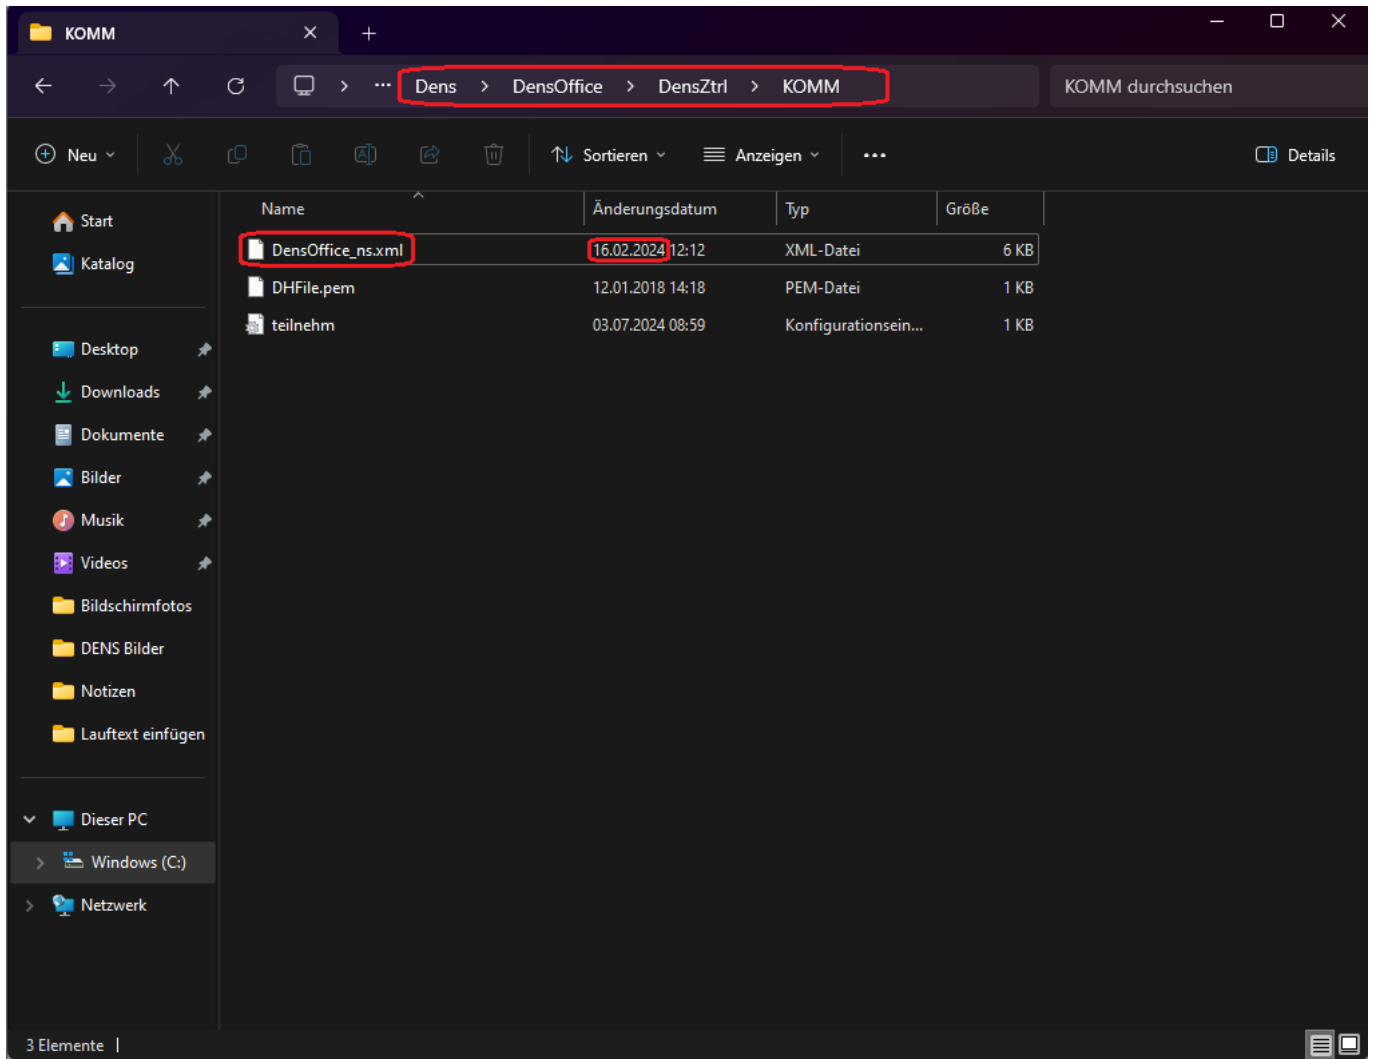 KOMM
Dens > DensOffice > DensZtrl > KOMM
KOMM durchsuchen
Neu
Sortieren
Anzeigen
Details
Name Änderungsdatum Typ Größe
DensOffice_ns.xml 16.02.2024 12:12 XML-Datei 6 KB
DHFile.pem 12.01.2018 14:18 PEM-Datei 1 KB
teilnehm 03.07.2024 08:59 Konfigurationsein... 1 KB
Start
Katalog
Desktop
Downloads
Dokumente
Bilder
Musik
Videos
Bildschirmfotos
DENS Bilder
Notizen
Lauftext einfügen
Dieser PC
Windows (C:)
Netzwerk
3 Elemente